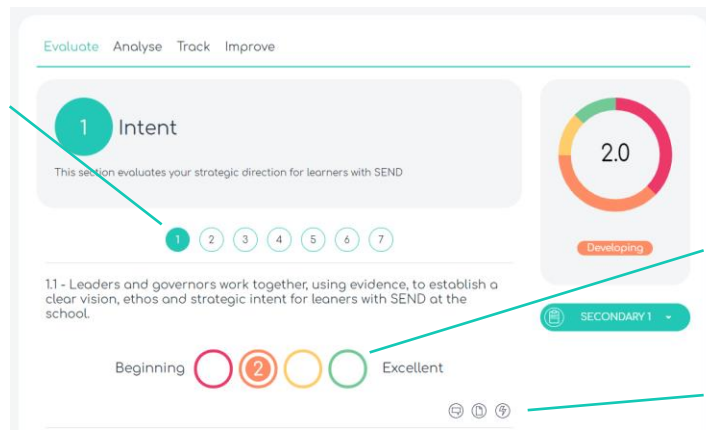 Evaluate Analyse Track Improve
1 Intent
This section evaluates your strategic direction for learners with SEND
2.0
Developing
1 2 3 4 5 6 7
1.1 - Leaders and governors work together, using evidence, to establish a
clear vision, ethos and strategic intent for leaners with SEND at the
school.
SECONDARY 1
Beginning 2 Excellent